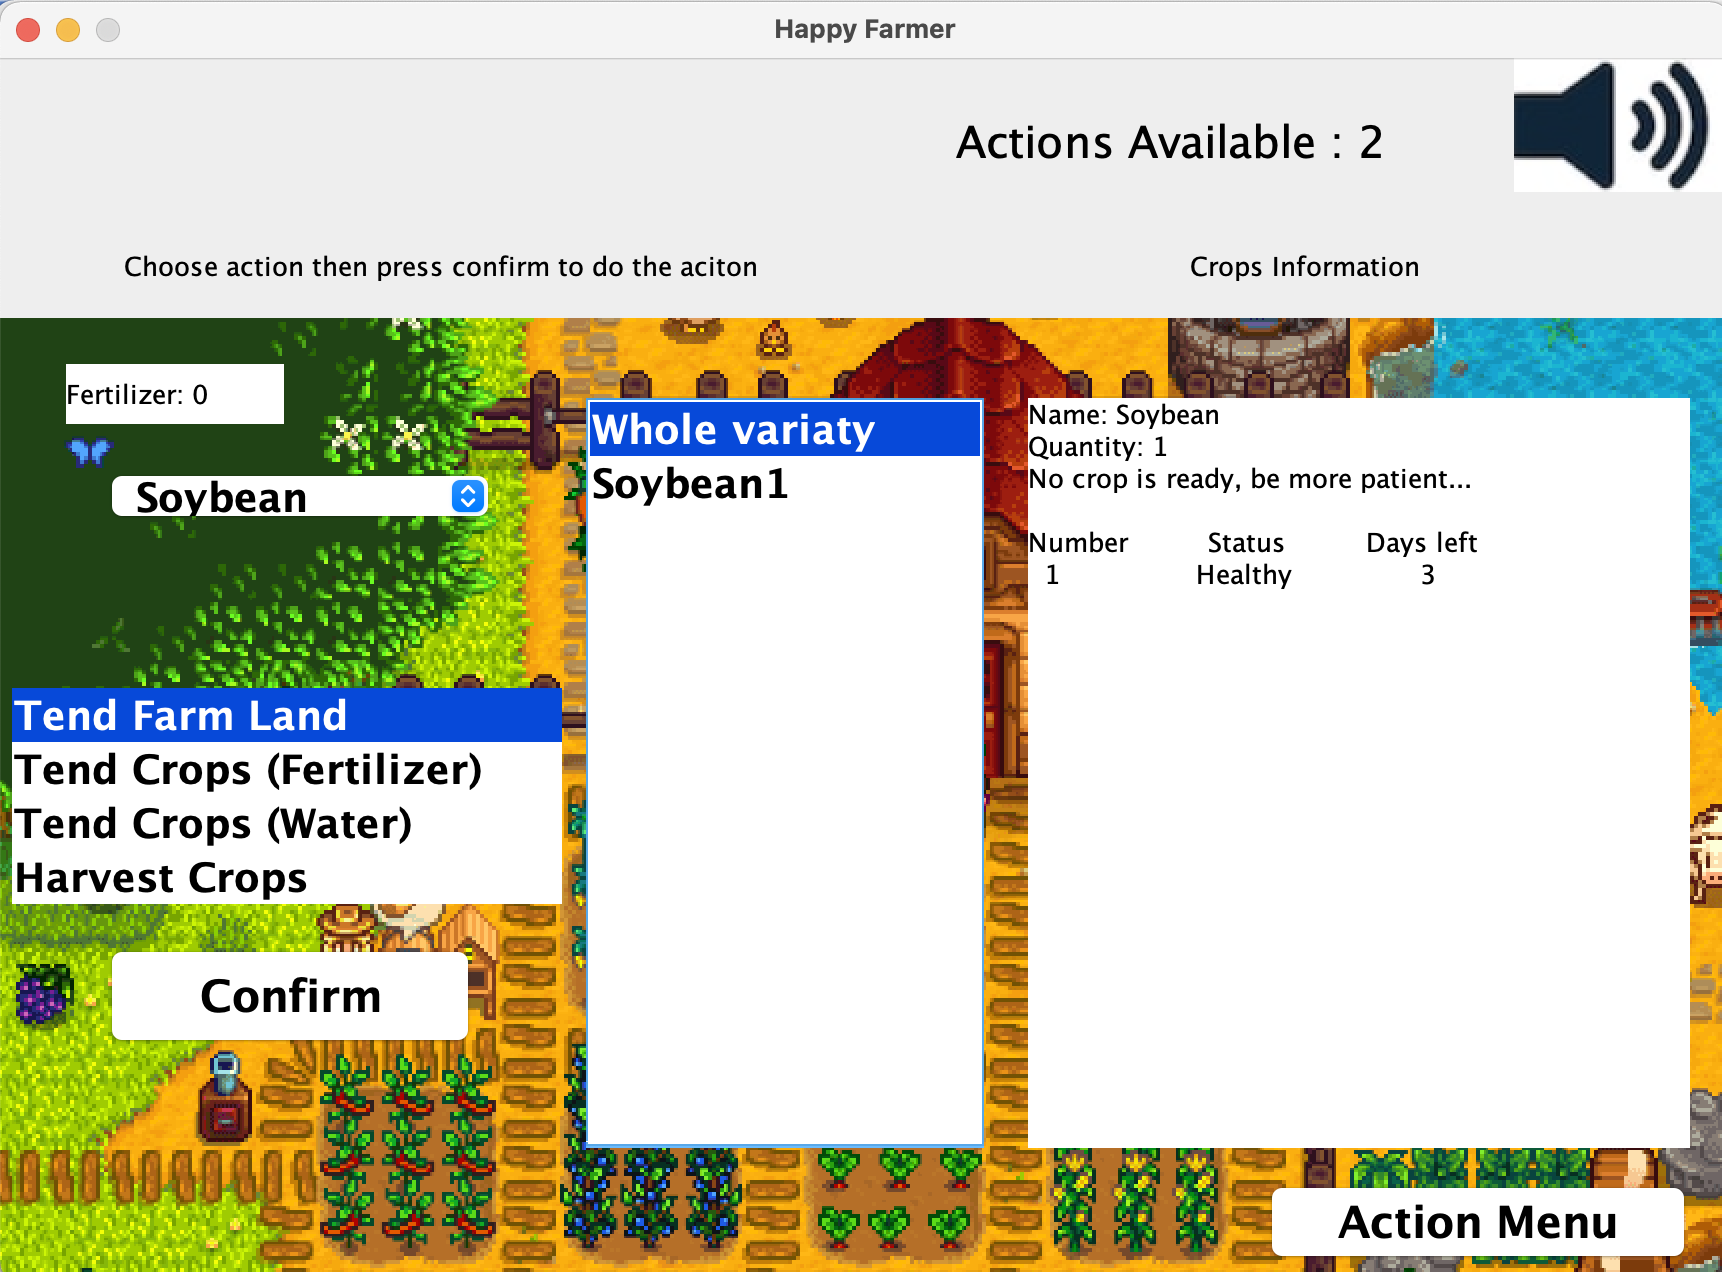 Happy Farmer
Actions Available : 2
Choose action then press confirm to do the aciton
Crops Information
Fertilizer: 0
Soybean
Tend Farm Land
Tend Crops (Fertilizer)
Tend Crops (Water)
Harvest Crops
Confirm
Whole variaty
Soybean1
Name: Soybean
Quantity: 1
No crop is ready, be more patient...
Number Status Days left
1 Healthy 3
Action Menu